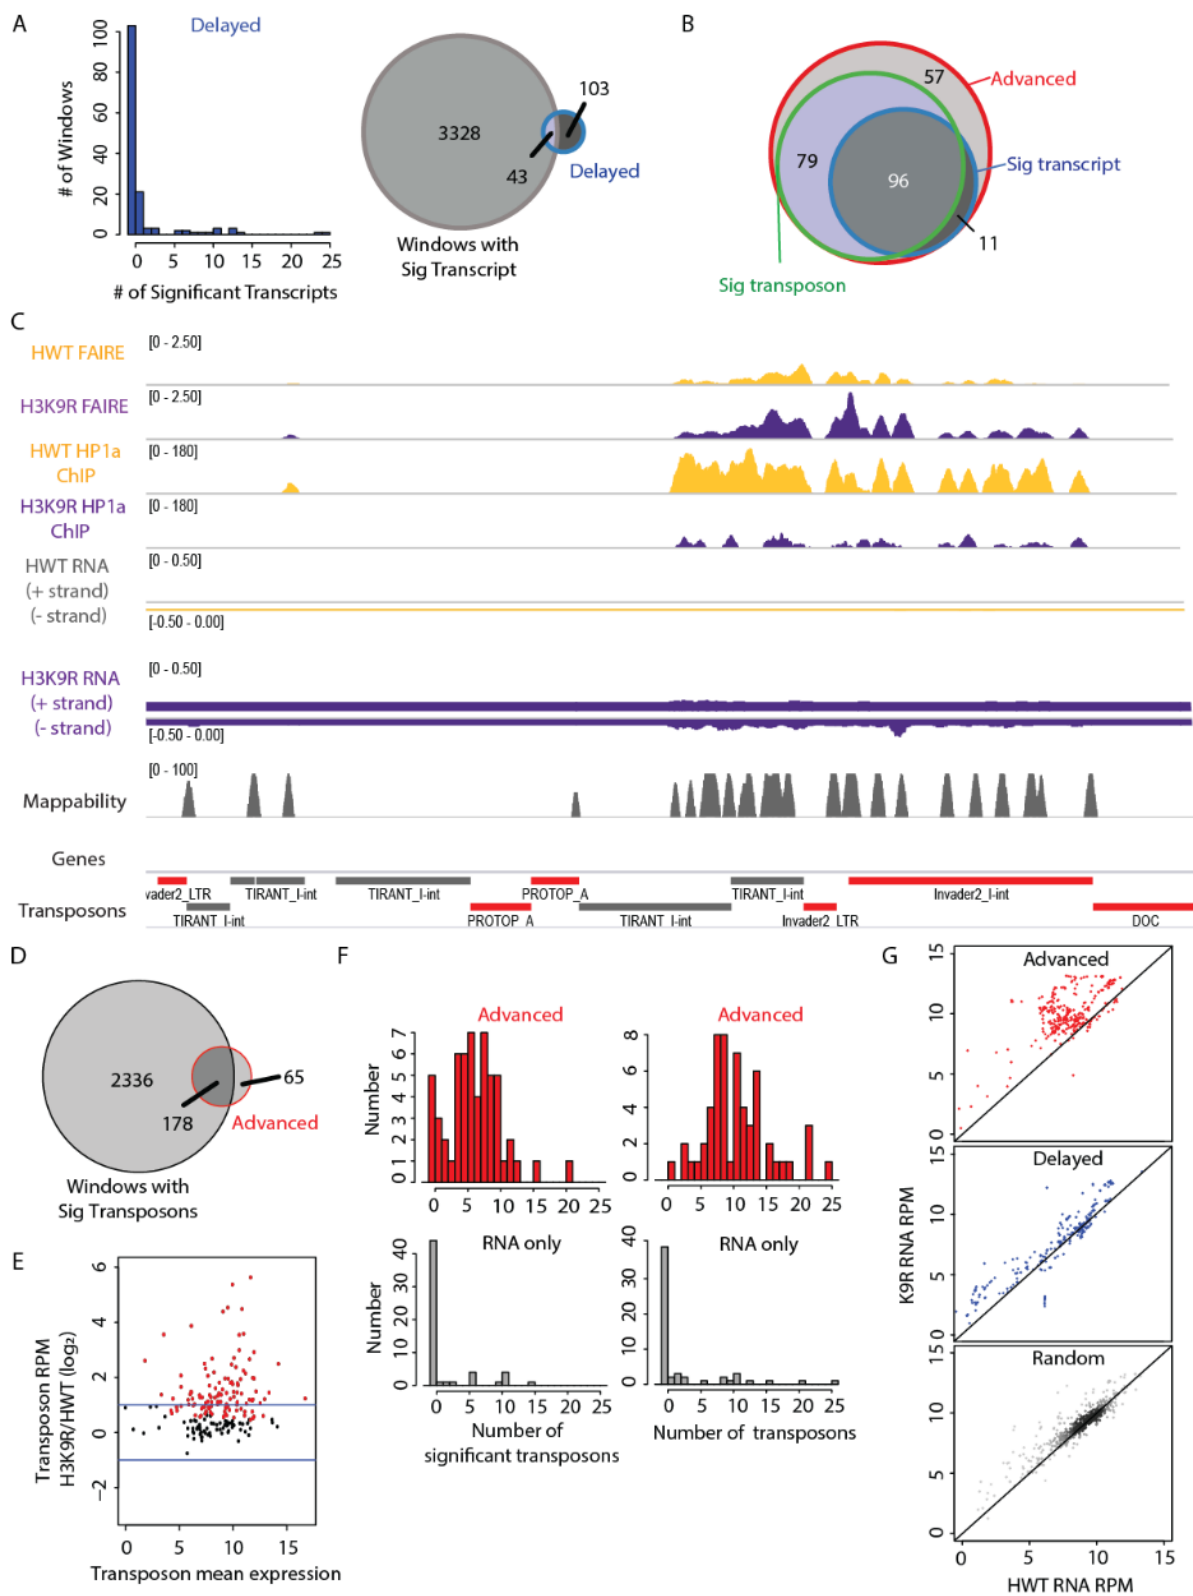 A
Delayed
# of Windows
100
80
60
40
20
0
0 5 10 15 20 25
# of Significant Transcripts
3328
103
43
Delayed
Windows with
Sig Transcript
B
57
Advanced
79
Sig transcript
96
11
Sig transposon
C
HWT FAIRE
[0 - 2.50]
H3K9R FAIRE
[0 - 2.50]
HWT HP1a
ChIP
[0 - 180]
H3K9R HP1a
ChIP
[0 - 180]
HWT RNA
(+ strand)
(- strand)
[0 - 0.50]
[-0.50 - 0.00]
H3K9R RNA
(+ strand)
(- strand)
[0 - 0.50]
[-0.50 - 0.00]
Mappability
[0 - 100]
Genes
Transposons
vader2_LTR
TIRANT_I-int
TIRANT_I-int
TIRANT_I-int
PROTOP_A
PROTOP_A
TIRANT_I-int
TIRANT_I-int
Invader2_LTR
Invader2_I-int
DOC
D
2336
65
178
Advanced
Windows with
Sig Transposons
E
Transposon RPM
H3K9R/HWT (log₂)
6
4
2
0
−2
0 5 10 15
Transposon mean expression
F
Advanced
Number
7
6
5
4
3
2
1
0
0 5 10 15 20 25
Advanced
8
6
4
2
0
0 5 10 15 20 25
RNA only
Number
40
30
20
10
0
0 5 10 15 20 25
Number of
significant transposons
RNA only
40
30
20
10
0
0 5 10 15 20 25
Number of transposons
G
Advanced
15
10
5
0
Delayed
15
10
5
0
K9R RNA RPM
Random
15
10
5
0
0 5 10 15
HWT RNA RPM